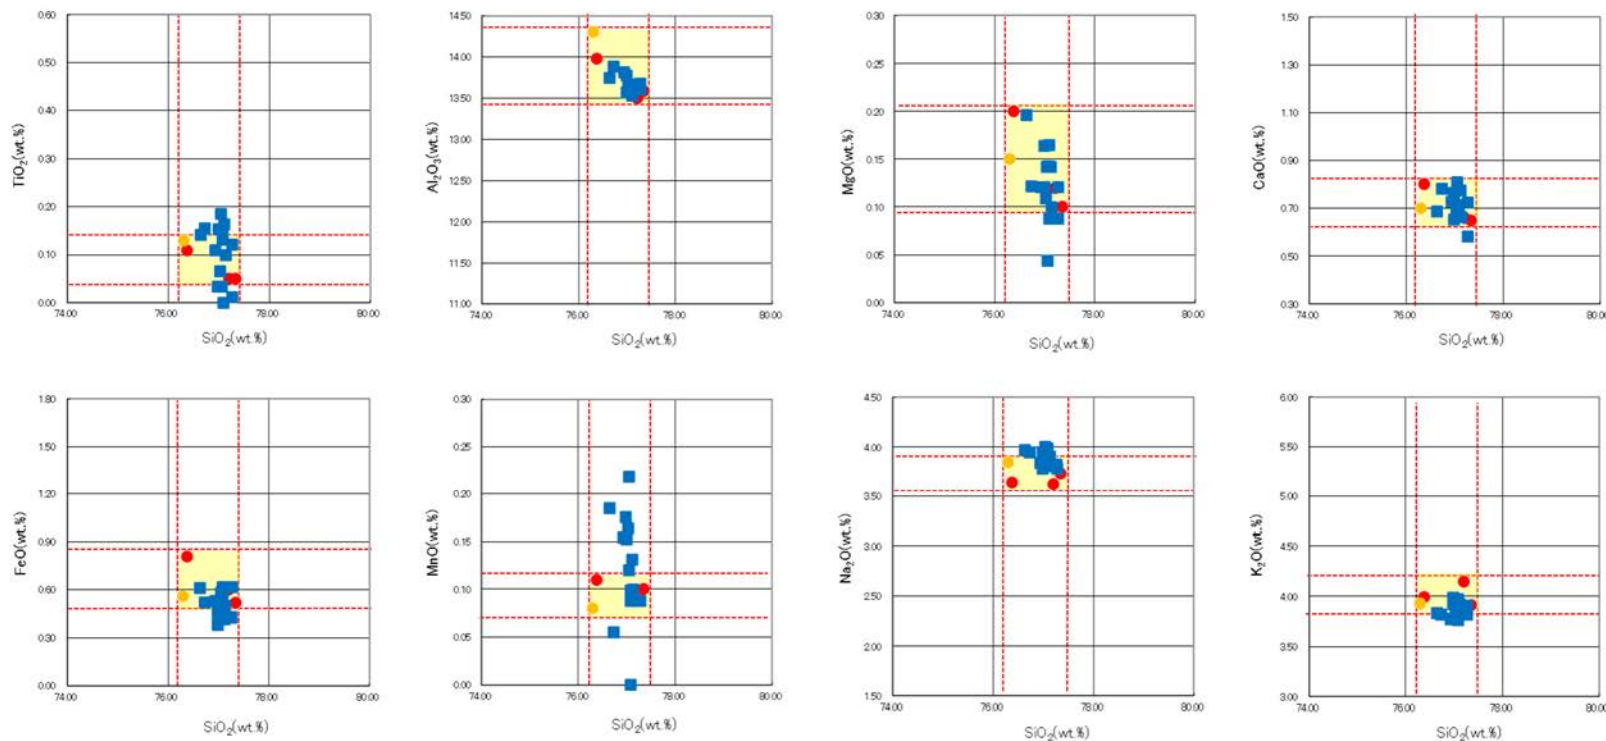 TiO2(wt.%)
0.60
0.50
0.40
0.30
0.20
0.10
0.00
74.00 76.00 78.00 80.00
SiO2(wt.%)
Al2O3(wt.%)
14.50
14.00
13.50
13.00
12.50
12.00
11.50
11.00
74.00 76.00 78.00 80.00
SiO2(wt.%)
MgO(wt.%)
0.30
0.25
0.20
0.15
0.10
0.05
0.00
74.00 76.00 78.00 80.00
SiO2(wt.%)
CaO(wt.%)
1.50
1.30
1.10
0.90
0.70
0.50
0.30
74.00 76.00 78.00 80.00
SiO2(wt.%)
FeO(wt.%)
1.80
1.50
1.20
0.90
0.60
0.30
0.00
74.00 76.00 78.00 80.00
SiO2(wt.%)
MnO(wt.%)
0.30
0.25
0.20
0.15
0.10
0.05
0.00
74.00 76.00 78.00 80.00
SiO2(wt.%)
Na2O(wt.%)
4.50
4.00
3.50
3.00
2.50
2.00
1.50
74.00 76.00 78.00 80.00
SiO2(wt.%)
K2O(wt.%)
6.00
5.50
5.00
4.50
4.00
3.50
3.00
74.00 76.00 78.00 80.00
SiO2(wt.%)